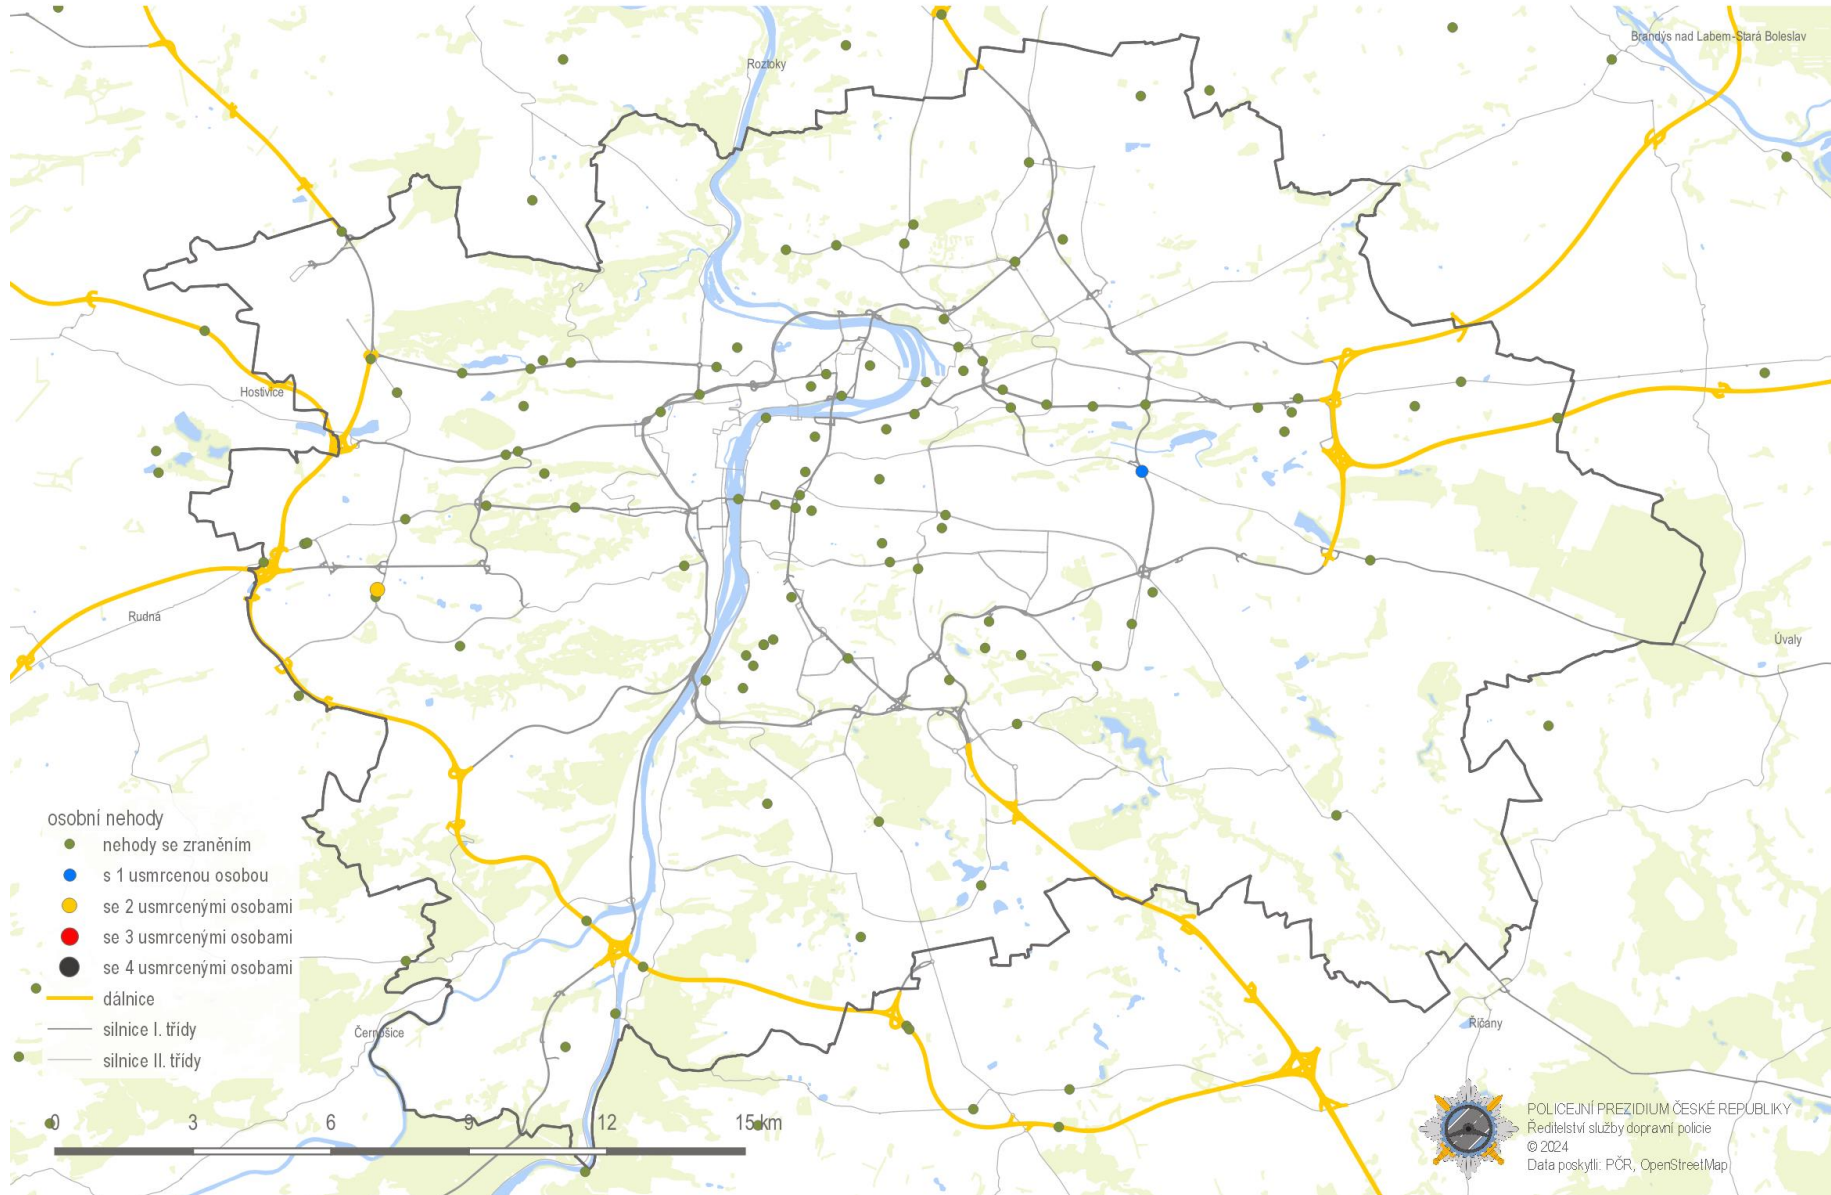 Brandýs nad Labem-Stará Boleslav
Roztoky
Hostivice
Rudná
Úvaly
osobní nehody
nehody se zraněním
s 1 usmrcenou osobou
se 2 usmrcenými osobami
se 3 usmrcenými osobami
se 4 usmrcenými osobami
dálnice
silnice I. třídy
silnice II. třídy
Černošice
Říčany
0 3 6 9 12 15 km
POLICEJNÍ PREZIDIUM ČESKÉ REPUBLIKY
Ředitelství služby dopravní policie
© 2024
Data poskytli: PČR, OpenStreetMap